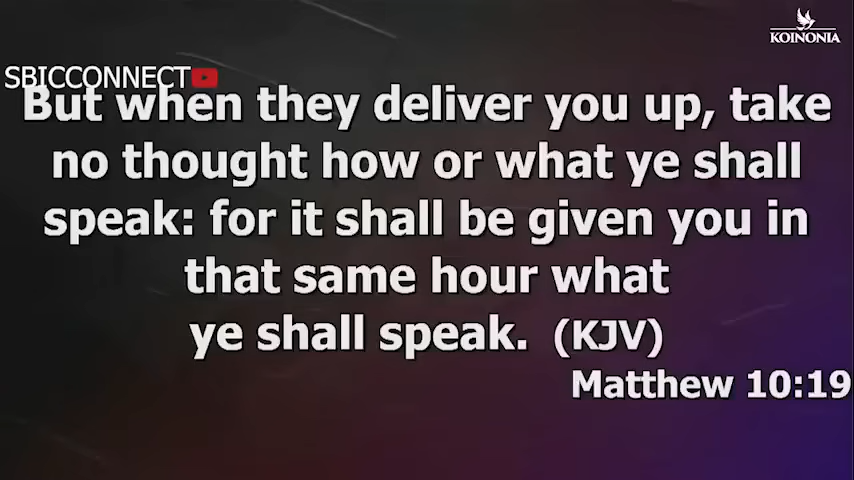 KOINONIA
SBICCONNECT
But when they deliver you up, take
no thought how or what ye shall
speak: for it shall be given you in
that same hour what
ye shall speak. (KJV)
Matthew 10:19